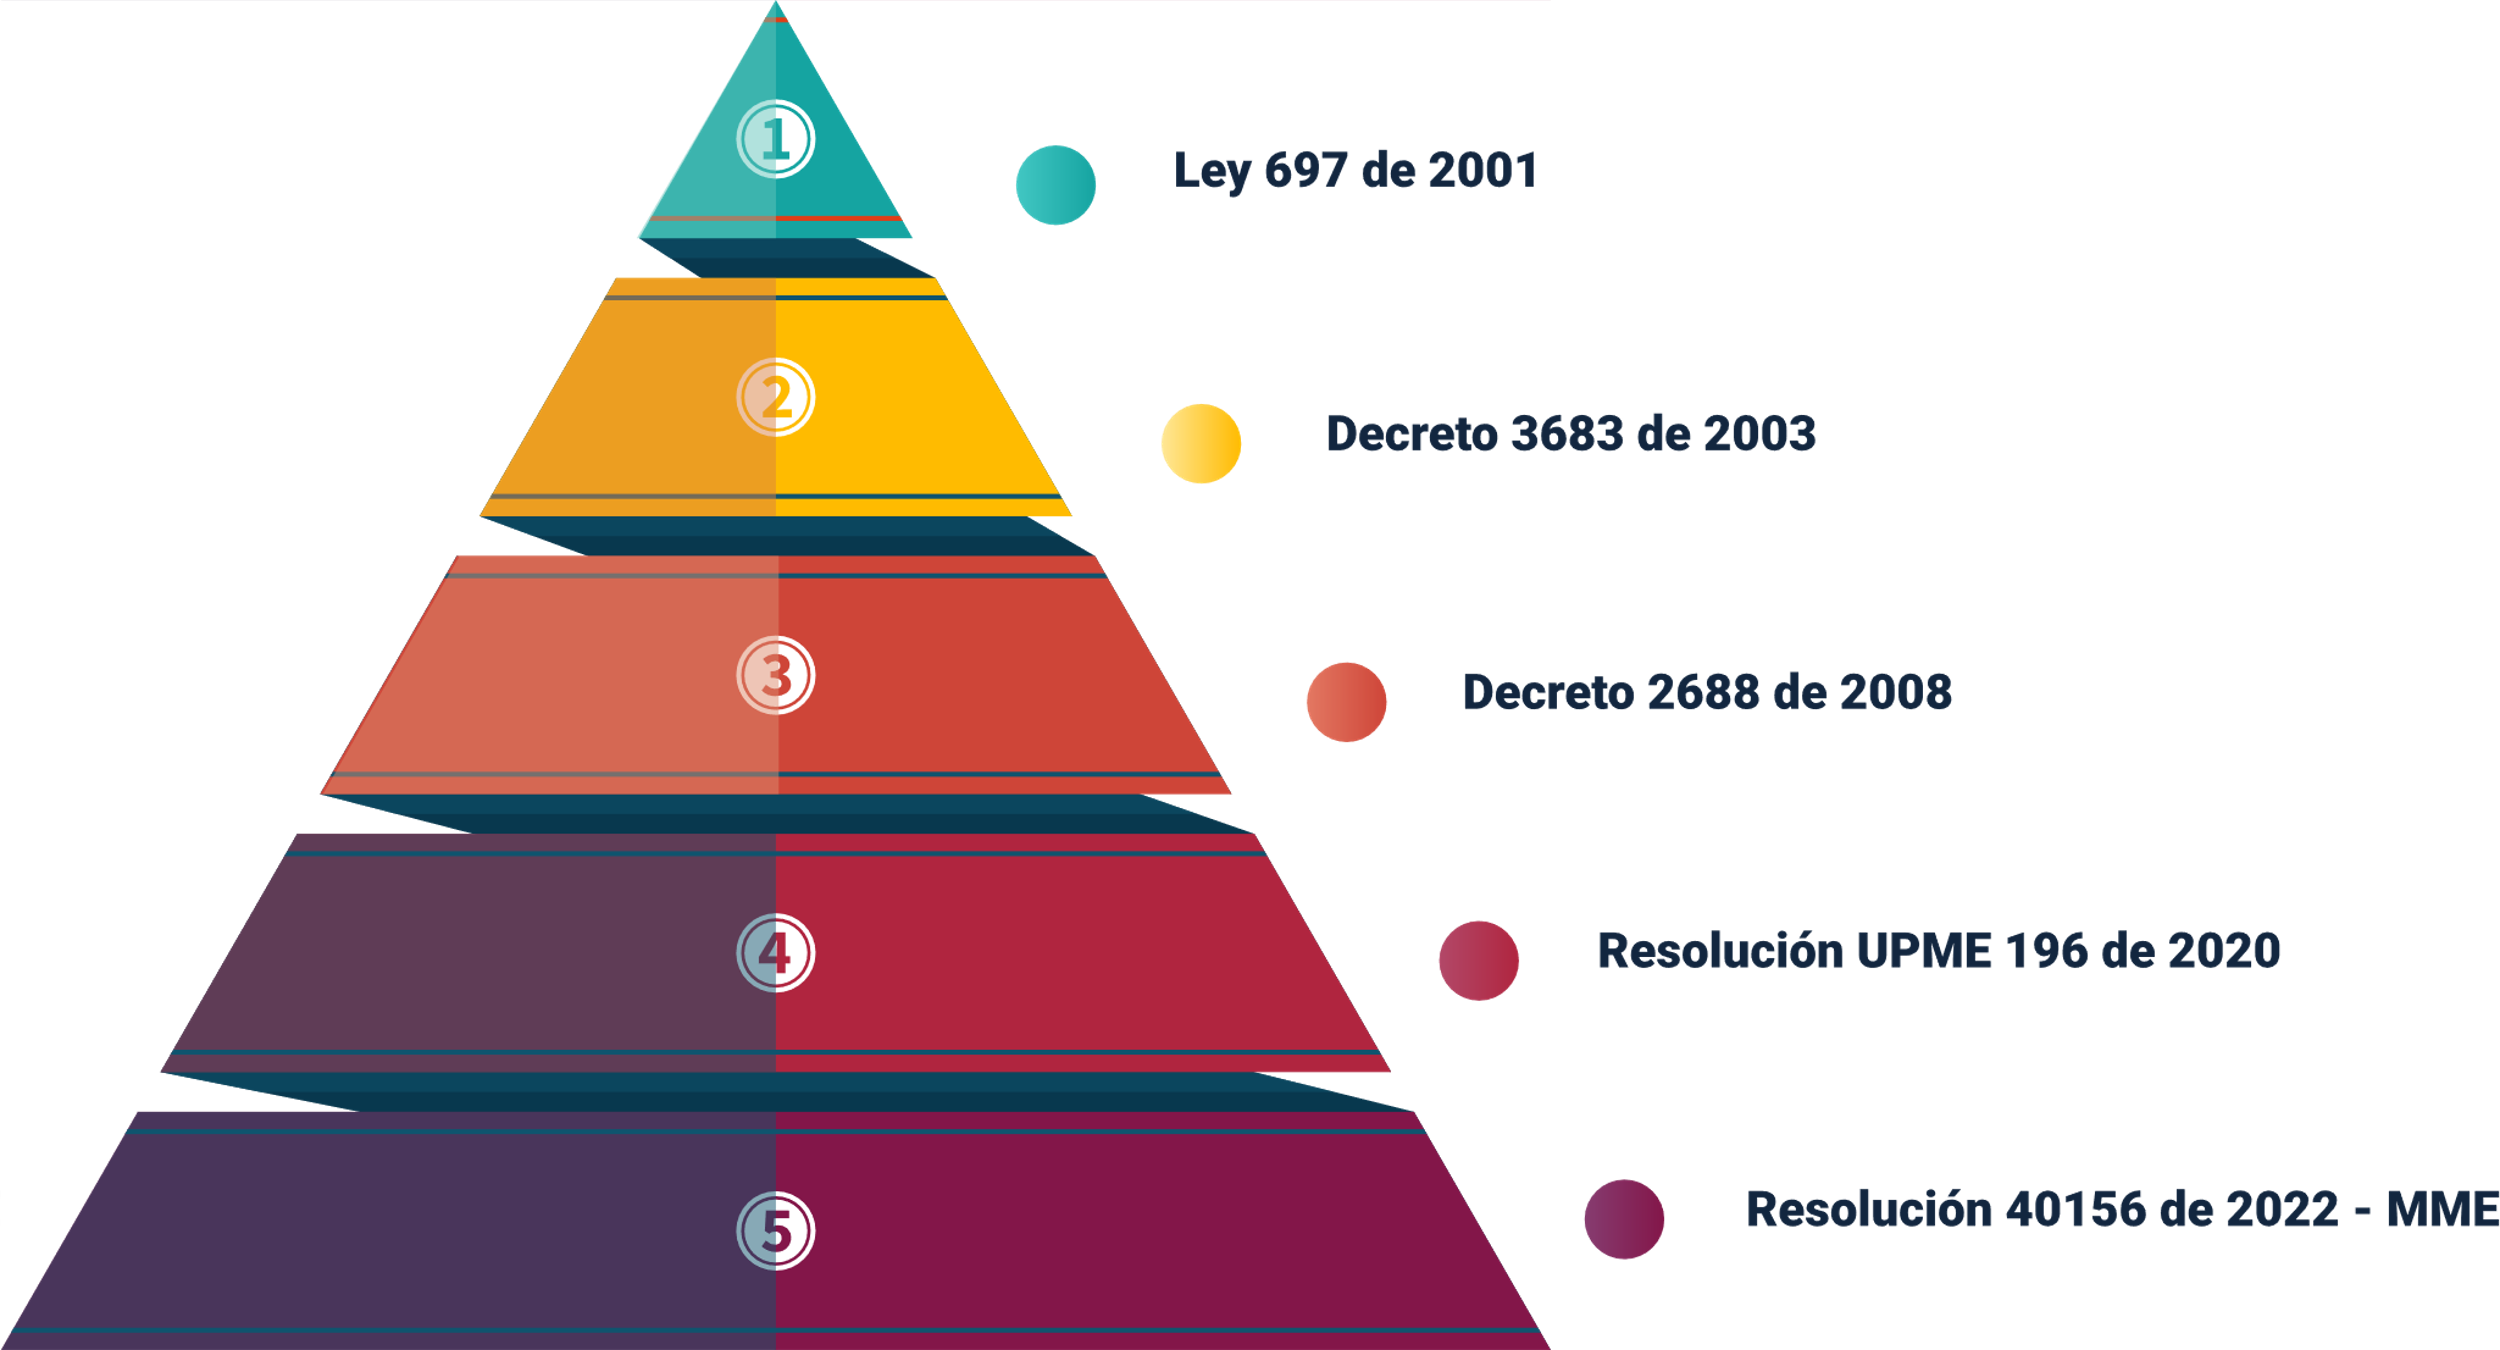 1
Ley 697 de 2001
2
Decreto 3683 de 2003
3
Decreto 2688 de 2008
4
Resolución UPME 196 de 2020
5
Resolución 40156 de 2022 - MME